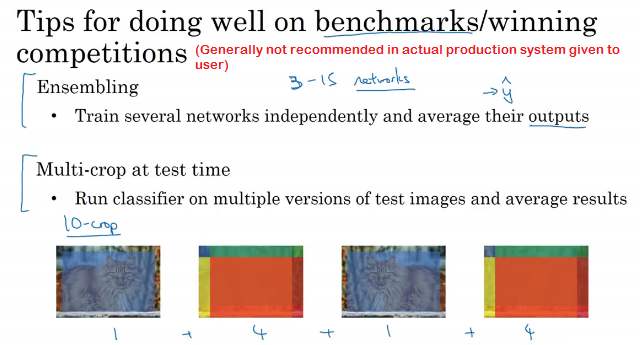 Tips for doing well on benchmarks/winning
competitions (Generally not recommended in actual production system given to
user)
Ensembling
3-15 networks
→ ŷ
• Train several networks independently and average their outputs
Multi-crop at test time
• Run classifier on multiple versions of test images and average results
10-crop
1 + 4 + 1 + 4